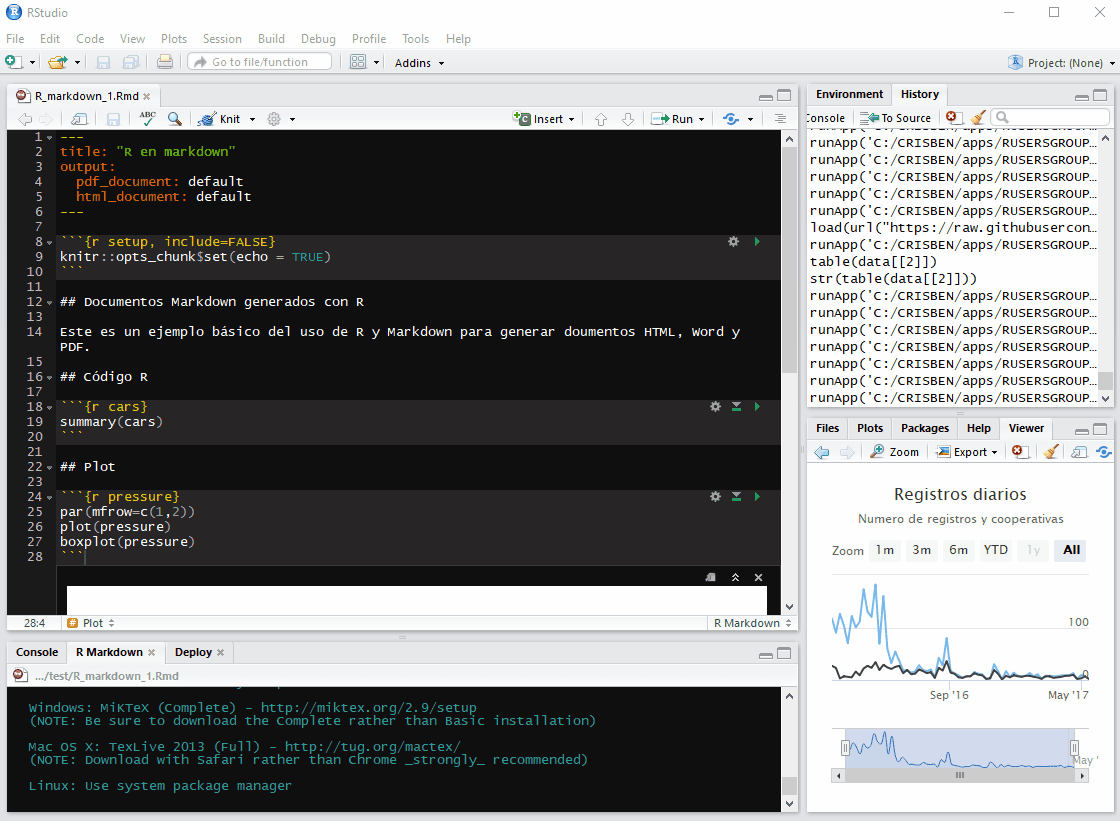 RStudio
File Edit Code View Plots Session Build Debug Profile Tools Help
Go to file/function Addins Project: (None)
R_markdown_1.Rmd
ABC Knit Insert Run
1 ---
2 title: "R en markdown"
3 output:
4 pdf_document: default
5 html_document: default
6 ---
7
8 ```{r setup, include=FALSE}
9 knitr::opts_chunk$set(echo = TRUE)
10 ```
11
12 ## Documentos Markdown generados con R
13
14 Este es un ejemplo básico del uso de R y Markdown para generar doumentos HTML, Word y
PDF.
15
16 ## Código R
17
18 ```{r cars}
19 summary(cars)
20 ```
21
22 ## Plot
23
24 ```{r pressure}
25 par(mfrow=c(1,2))
26 plot(pressure)
27 boxplot(pressure)
28 ```
28:4 # Plot R Markdown
Console R Markdown Deploy
.../test/R_markdown_1.Rmd
Windows: MiKTeX (Complete) - http://miktex.org/2.9/setup
(NOTE: Be sure to download the Complete rather than Basic installation)
Mac OS X: TexLive 2013 (Full) - http://tug.org/mactex/
(NOTE: Download with Safari rather than Chrome _strongly_ recommended)
Linux: Use system package manager
Environment History
Console To Source
runApp('C:/CRISBEN/apps/RUSERSGROUP…
runApp('C:/CRISBEN/apps/RUSERSGROUP…
runApp('C:/CRISBEN/apps/RUSERSGROUP…
runApp('C:/CRISBEN/apps/RUSERSGROUP…
runApp('C:/CRISBEN/apps/RUSERSGROUP…
runApp('C:/CRISBEN/apps/RUSERSGROUP…
load(url("https://raw.githubusercon…
runApp('C:/CRISBEN/apps/RUSERSGROUP…
table(data[[2]])
str(table(data[[2]]))
runApp('C:/CRISBEN/apps/RUSERSGROUP…
runApp('C:/CRISBEN/apps/RUSERSGROUP…
runApp('C:/CRISBEN/apps/RUSERSGROUP…
runApp('C:/CRISBEN/apps/RUSERSGROUP…
runApp('C:/CRISBEN/apps/RUSERSGROUP…
runApp('C:/CRISBEN/apps/RUSERSGROUP…
runApp('C:/CRISBEN/apps/RUSERSGROUP…
Files Plots Packages Help Viewer
Zoom Export
Registros diarios
Numero de registros y cooperativas
Zoom 1m 3m 6m YTD 1y All
100
0
Sep '16 May '17
May '